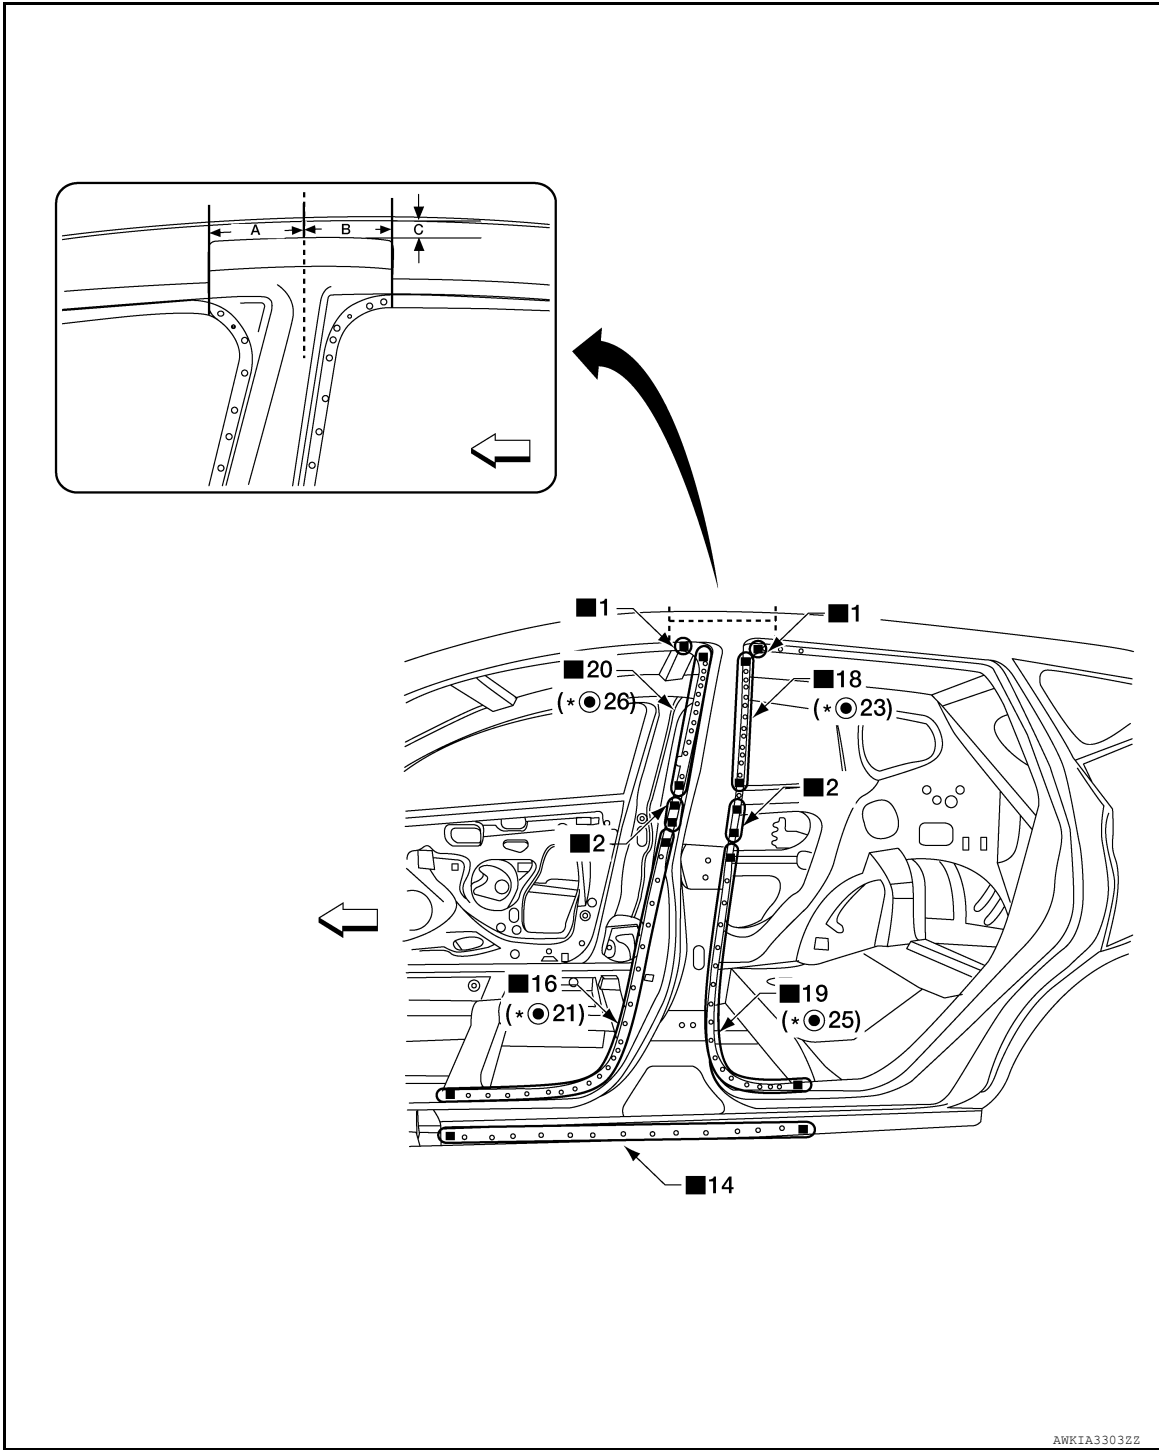 A B C
■1
■1
■20
(* ◉ 26)
■18
(* ◉ 23)
■2
■2
■16
(* ◉ 21)
■19
(* ◉ 25)
■14
AWKIA3303ZZ